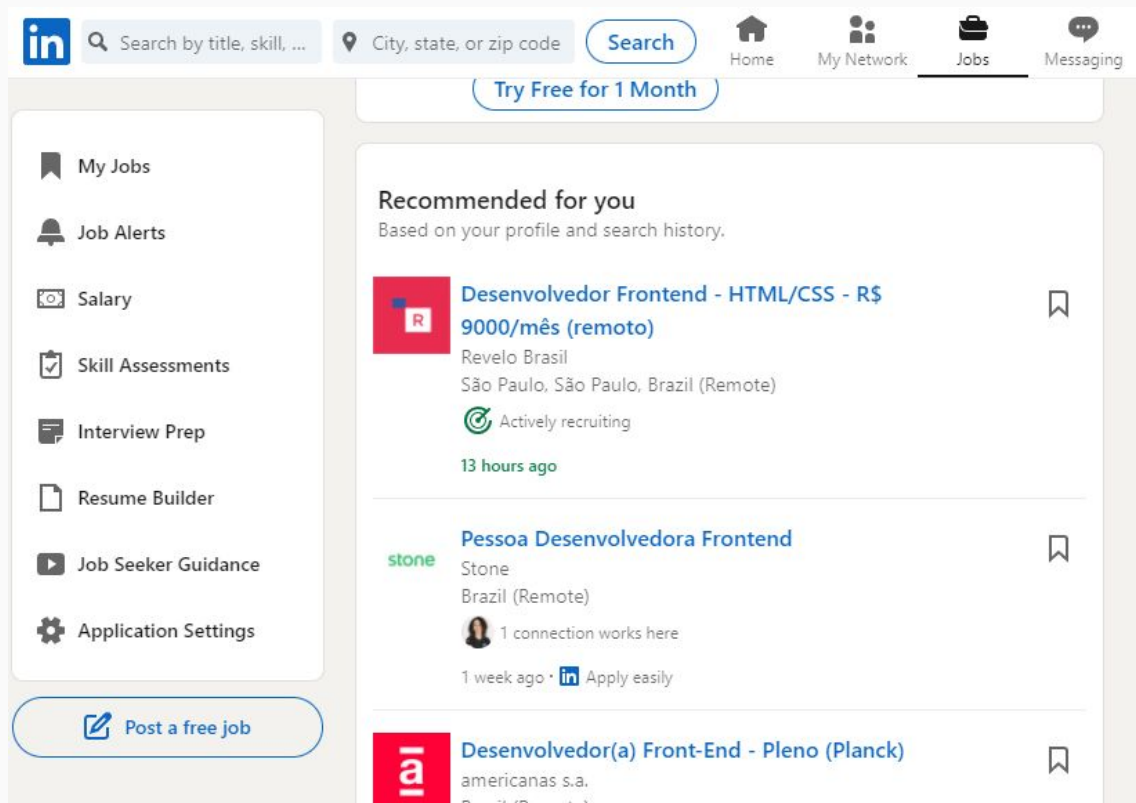 in
Search by title, skill, ...
City, state, or zip code
Search
Home
My Network
Jobs
Messaging
Try Free for 1 Month
My Jobs
Job Alerts
Salary
Skill Assessments
Interview Prep
Resume Builder
Job Seeker Guidance
Application Settings
Post a free job
Recommended for you
Based on your profile and search history.
R
Desenvolvedor Frontend - HTML/CSS - R$
9000/mês (remoto)
Revelo Brasil
São Paulo, São Paulo, Brazil (Remote)
Actively recruiting
13 hours ago
stone
Pessoa Desenvolvedora Frontend
Stone
Brazil (Remote)
1 connection works here
1 week ago · in Apply easily
a
Desenvolvedor(a) Front-End - Pleno (Planck)
americanas s.a.